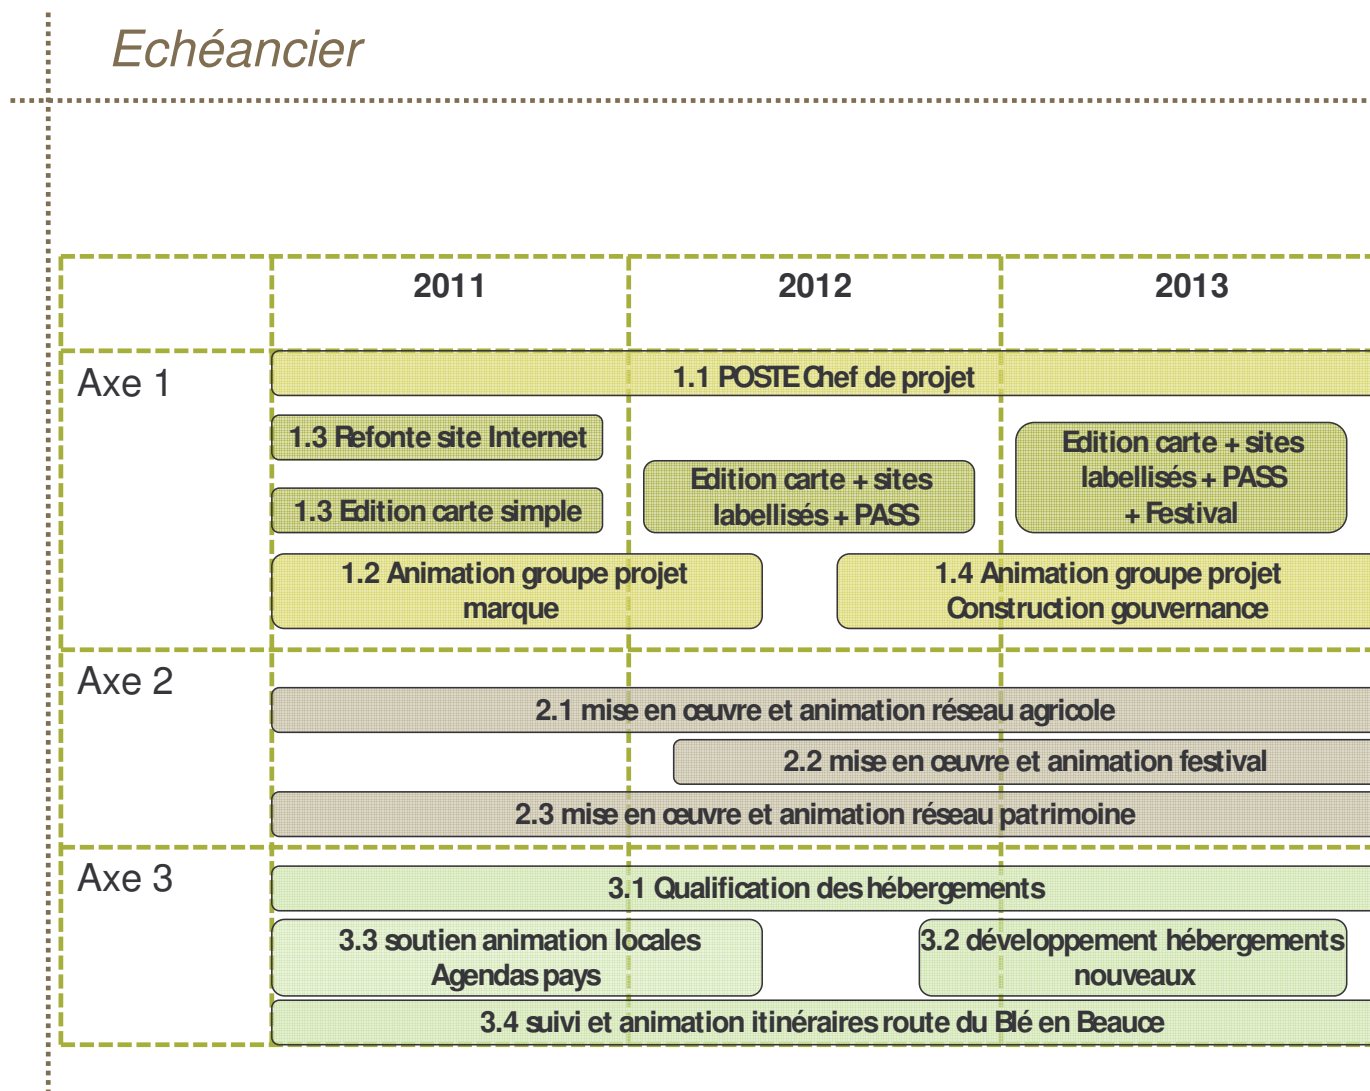 Echéancier
2011 2012 2013
Axe 1
1.1 POSTE Chef de projet
1.3 Refonte site Internet
1.3 Edition carte simple
Edition carte + sites
labellisés + PASS
Edition carte + sites
labellisés + PASS
+ Festival
1.2 Animation groupe projet
marque
1.4 Animation groupe projet
Construction gouvernance
Axe 2
2.1 mise en œuvre et animation réseau agricole
2.2 mise en œuvre et animation festival
2.3 mise en œuvre et animation réseau patrimoine
Axe 3
3.1 Qualification des hébergements
3.3 soutien animation locales
Agendas pays
3.2 développement hébergements
nouveaux
3.4 suivi et animation itinéraires route du Blé en Beauce